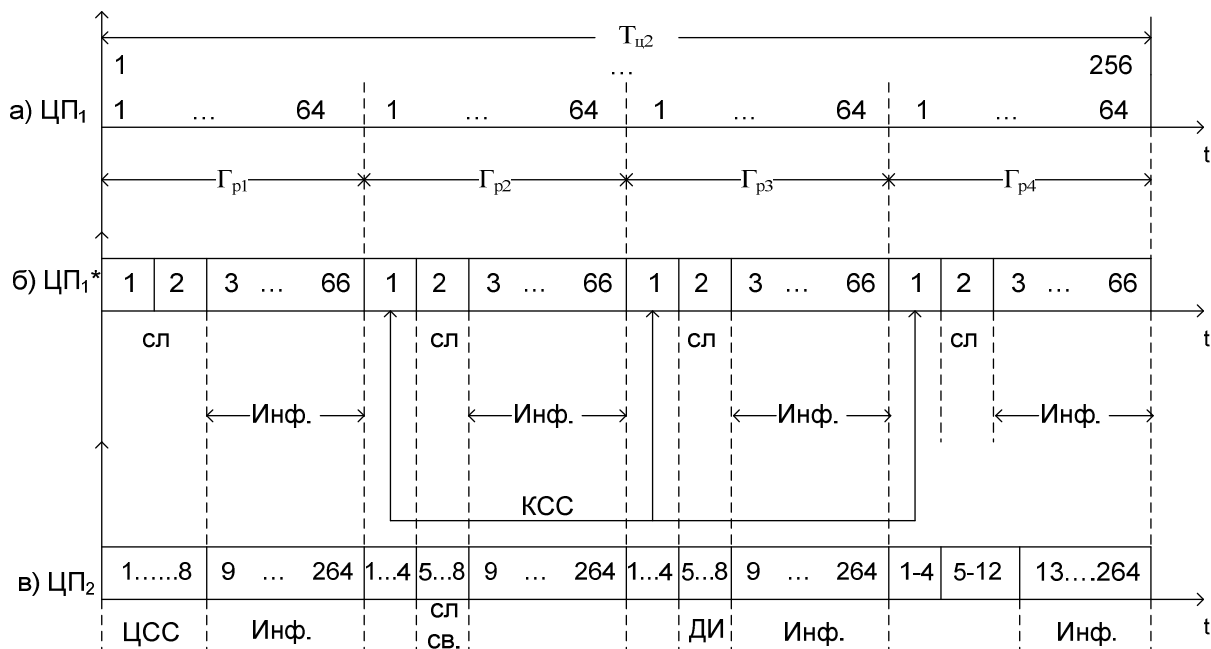 Тц2
1 ... 256
а) ЦП1 1 ... 64 1 ... 64 1 ... 64 1 ... 64
t
Гр1 Гр2 Гр3 Гр4
б) ЦП1* 1 2 3 ... 66 1 2 3 ... 66 1 2 3 ... 66 1 2 3 ... 66
сл сл сл сл t
Инф. Инф. Инф. Инф.
КСС
в) ЦП2 1......8 9 ... 264 1...4 5...8 9 ... 264 1...4 5...8 9 ... 264 1-4 5-12 13....264
ЦСС Инф. сл ДИ Инф. Инф. t
св.